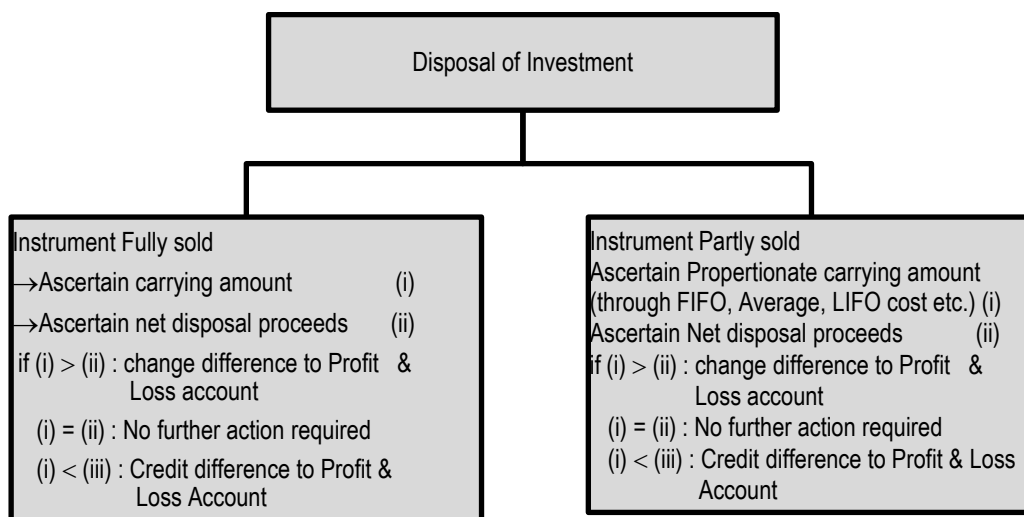 Disposal of Investment
Instrument Fully sold
→Ascertain carrying amount (i)
→Ascertain net disposal proceeds (ii)
if (i) > (ii) : change difference to Profit &
Loss account
(i) = (ii) : No further action required
(i) < (iii) : Credit difference to Profit &
Loss Account
Instrument Partly sold
Ascertain Propertionate carrying amount
(through FIFO, Average, LIFO cost etc.) (i)
Ascertain Net disposal proceeds (ii)
if (i) > (ii) : change difference to Profit &
Loss account
(i) = (ii) : No further action required
(i) < (iii) : Credit difference to Profit & Loss
Account